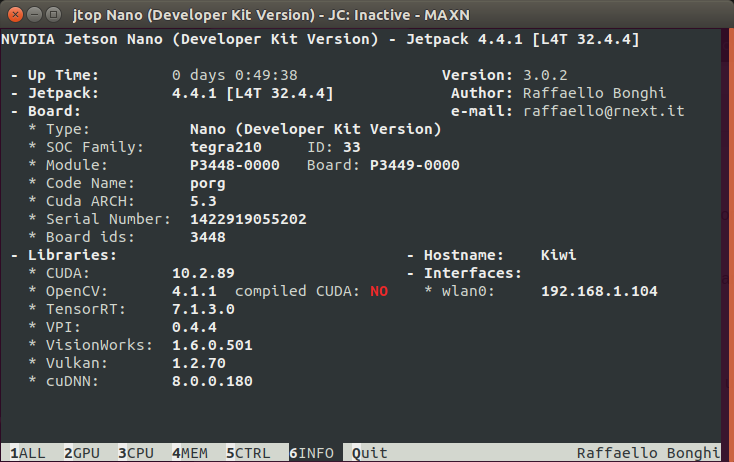 jtop Nano (Developer Kit Version) - JC: Inactive - MAXN
NVIDIA Jetson Nano (Developer Kit Version) - Jetpack 4.4.1 [L4T 32.4.4]
- Up Time: 0 days 0:49:38 Version: 3.0.2
- Jetpack: 4.4.1 [L4T 32.4.4] Author: Raffaello Bonghi
- Board: e-mail: raffaello@rnext.it
* Type: Nano (Developer Kit Version)
* SOC Family: tegra210 ID: 33
* Module: P3448-0000 Board: P3449-0000
* Code Name: porg
* Cuda ARCH: 5.3
* Serial Number: 1422919055202
* Board ids: 3448
- Libraries: - Hostname: Kiwi
* CUDA: 10.2.89 - Interfaces:
* OpenCV: 4.1.1 compiled CUDA: NO * wlan0: 192.168.1.104
* TensorRT: 7.1.3.0
* VPI: 0.4.4
* VisionWorks: 1.6.0.501
* Vulkan: 1.2.70
* cuDNN: 8.0.0.180
1ALL 2GPU 3CPU 4MEM 5CTRL 6INFO Quit Raffaello Bonghi